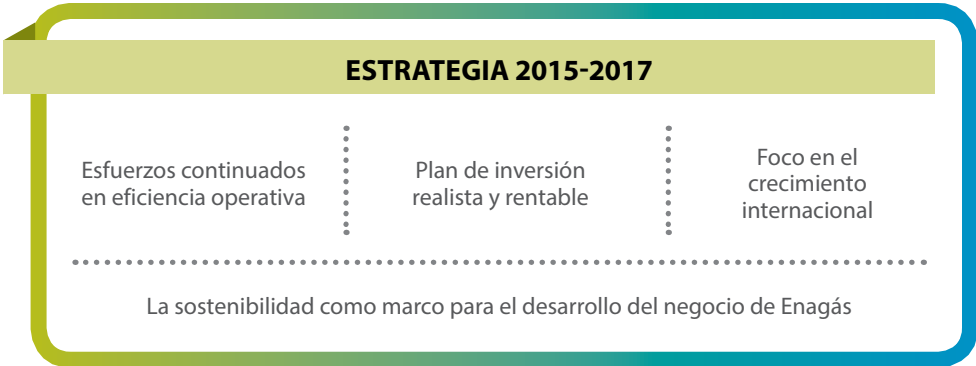 ESTRATEGIA 2015-2017
Esfuerzos continuados
en eficiencia operativa
Plan de inversión
realista y rentable
Foco en el
crecimiento
internacional
La sostenibilidad como marco para el desarrollo del negocio de Enagás